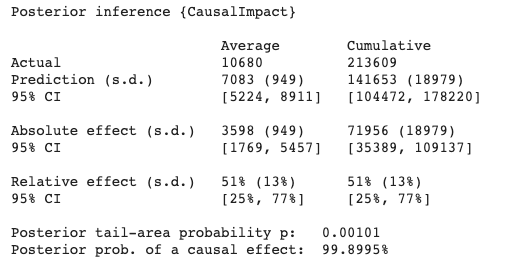 Posterior inference {CausalImpact}
Average Cumulative
Actual 10680 213609
Prediction (s.d.) 7083 (949) 141653 (18979)
95% CI [5224, 8911] [104472, 178220]
Absolute effect (s.d.) 3598 (949) 71956 (18979)
95% CI [1769, 5457] [35389, 109137]
Relative effect (s.d.) 51% (13%) 51% (13%)
95% CI [25%, 77%] [25%, 77%]
Posterior tail-area probability p: 0.00101
Posterior prob. of a causal effect: 99.8995%